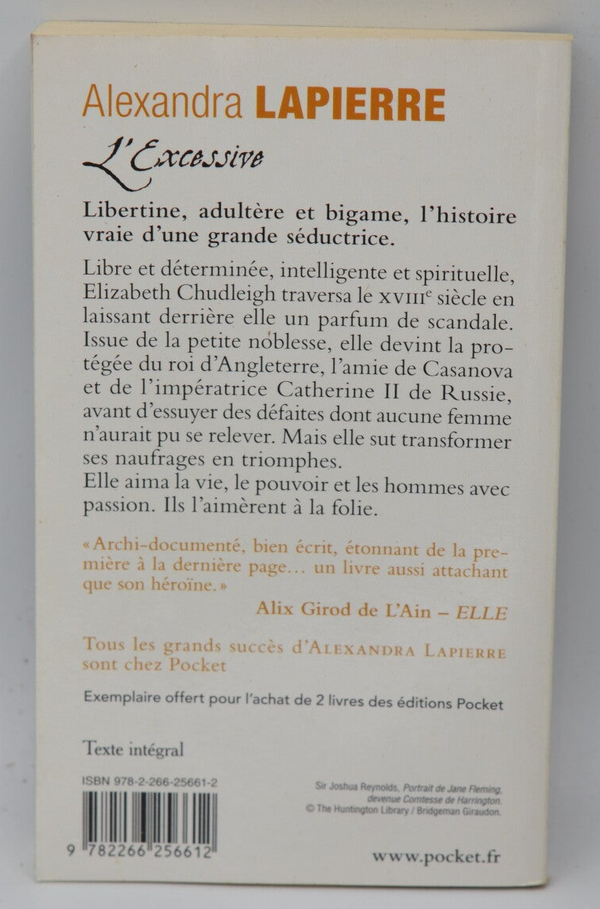 Alexandra LAPIERRE
L'Excessive
Libertine, adultère et bigame, l'histoire
vraie d'une grande séductrice.
Libre et déterminée, intelligente et spirituelle,
Elizabeth Chudleigh traversa le XVIIIe siècle en
laissant derrière elle un parfum de scandale.
Issue de la petite noblesse, elle devint la pro-
tégée du roi d'Angleterre, l'amie de Casanova
et de l'impératrice Catherine II de Russie,
avant d'essuyer des défaites dont aucune femme
n'aurait pu se relever. Mais elle sut transformer
ses naufrages en triomphes.
Elle aima la vie, le pouvoir et les hommes avec
passion. Ils l'aimèrent à la folie.
« Archi-documenté, bien écrit, étonnant de la pre-
mière à la dernière page... un livre aussi attachant
que son héroïne. »
Alix Girod de L'Ain – ELLE
Tous les grands succès d'ALEXANDRA LAPIERRE
sont chez Pocket
Exemplaire offert pour l'achat de 2 livres des éditions Pocket
Texte intégral
ISBN 978-2-266-25661-2
Sir Joshua Reynolds, Portrait de Jane Fleming,
devenue Comtesse de Harrington.
© The Huntington Library / Bridgeman Giraudon.
9 782266 256612
www.pocket.fr